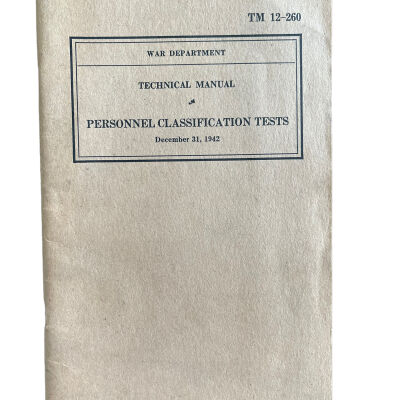 TM 12-260
WAR DEPARTMENT
TECHNICAL MANUAL
PERSONNEL CLASSIFICATION TESTS
December 31, 1942